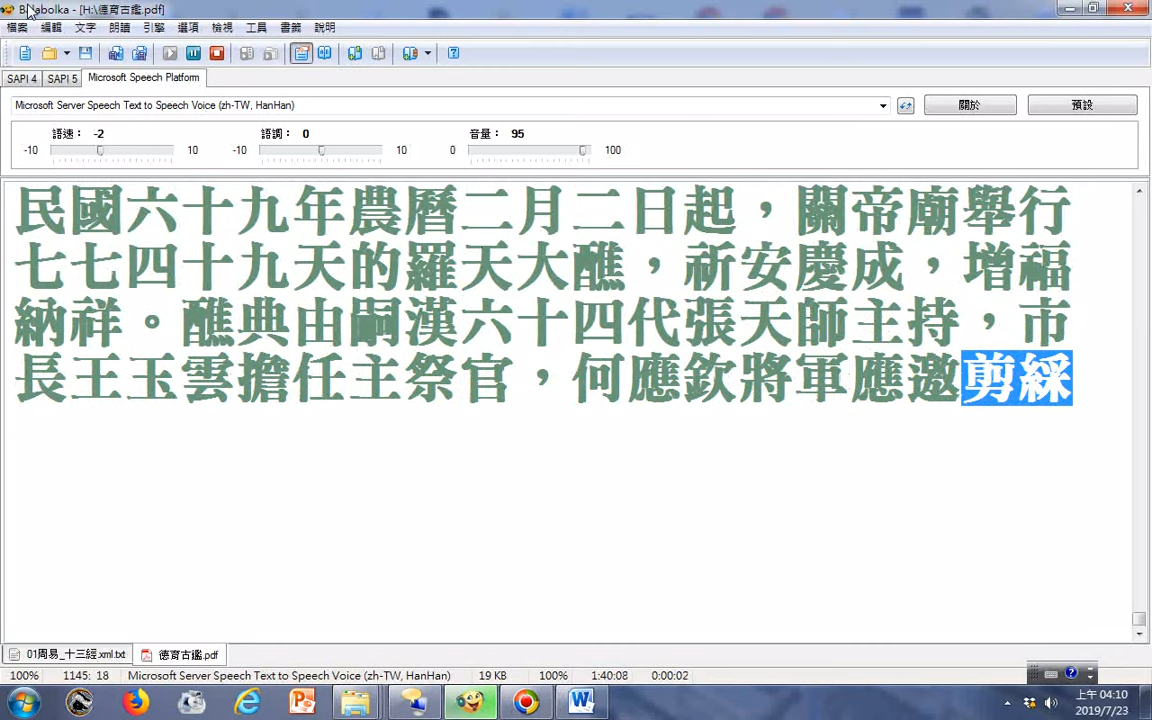 Balabolka - [H:\德育古鑑.pdf]
檔案 編輯 文字 朗讀 引擎 選項 檢視 工具 書籤 說明
SAPI 4 SAPI 5 Microsoft Speech Platform
Microsoft Server Speech Text to Speech Voice (zh-TW, HanHan) 關於 預設
語速： -2 語調： 0 音量： 95
-10 10 -10 10 0 100
民國六十九年農曆二月二日起，關帝廟舉行
七七四十九天的羅天大醮，祈安慶成，增福
納祥。醮典由嗣漢六十四代張天師主持，市
長王玉雲擔任主祭官，何應欽將軍應邀剪綵
01周易_十三經.xml.txt 德育古鑑.pdf
100% 1145: 18 Microsoft Server Speech Text to Speech Voice (zh-TW, HanHan) 19 KB 100% 1:40:08 0:00:02
上午 04:10
2019/7/23